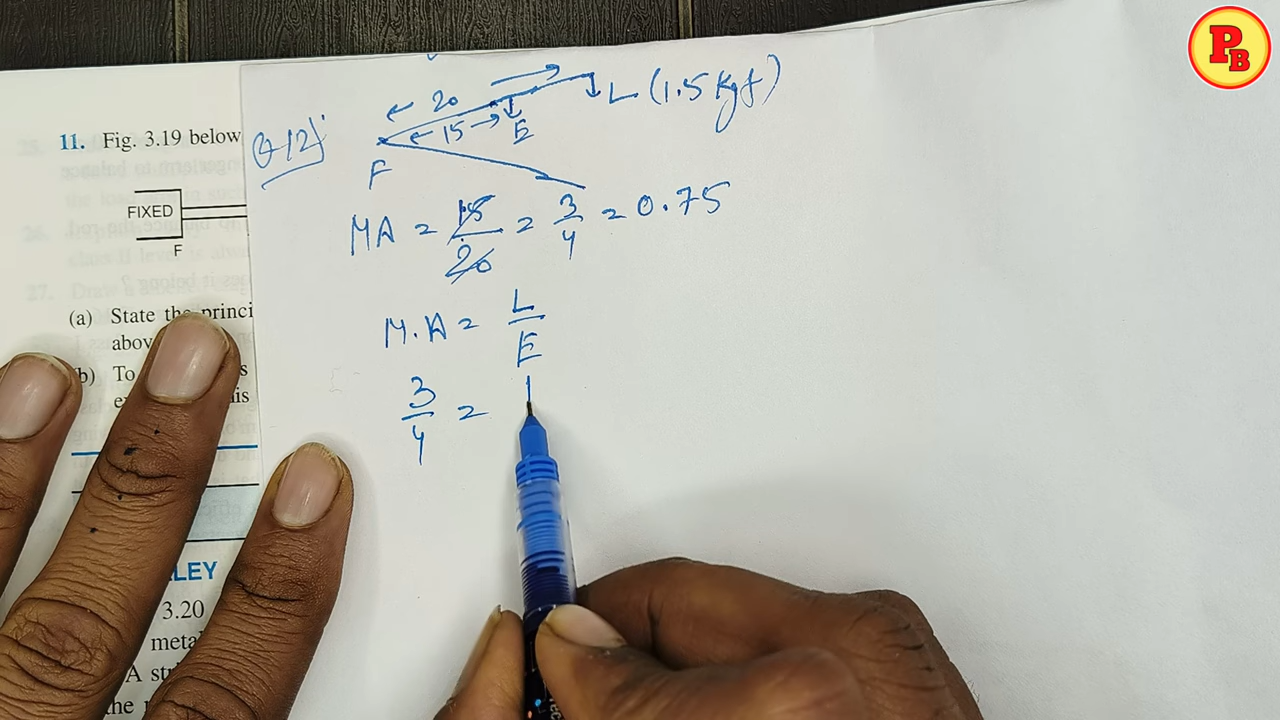 PB
20
L (1.5 Kgf)
Q 12)
15
E
F
11. Fig. 3.19 below
FIXED
F
MA = 15/20 = 3/4 = 0.75
M.A = L/E
3/4 = 1
(a) State the princi
abov
(b) To
LEY
3.20
meta
A st
the